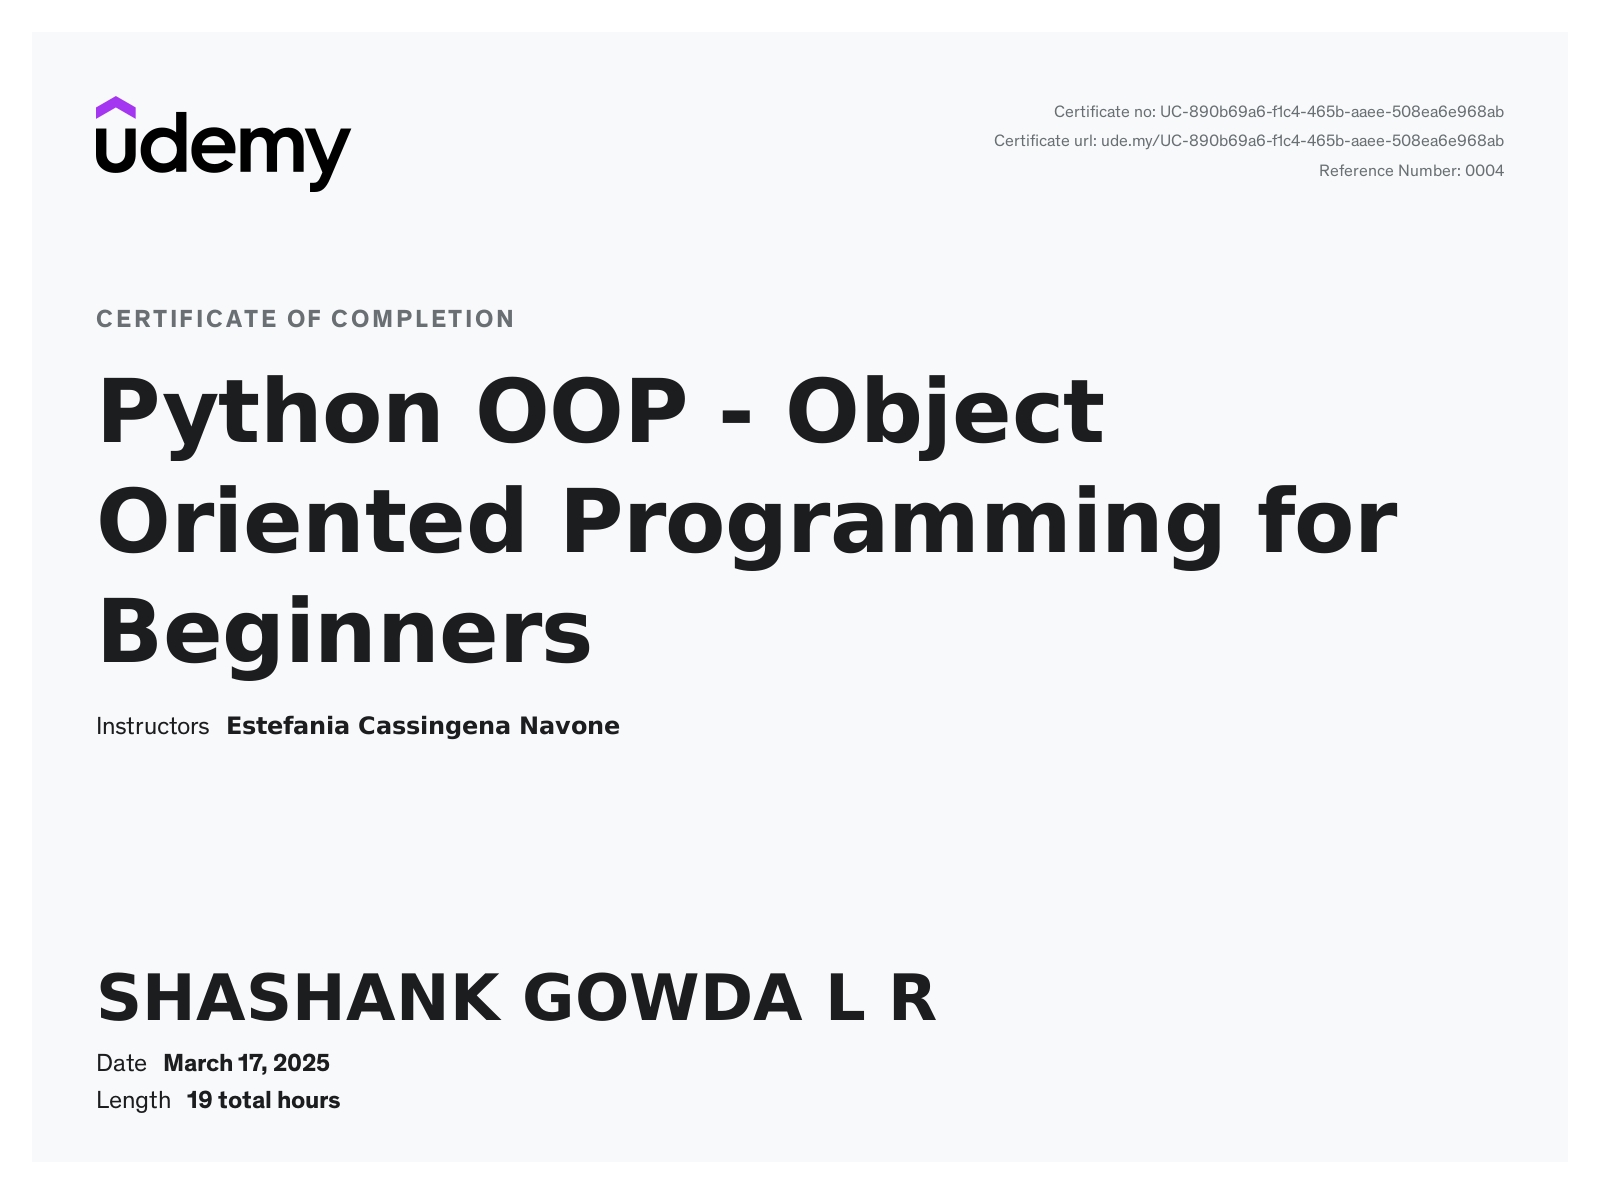 udemy
Certificate no: UC-890b69a6-f1c4-465b-aaee-508ea6e968ab
Certificate url: ude.my/UC-890b69a6-f1c4-465b-aaee-508ea6e968ab
Reference Number: 0004
CERTIFICATE OF COMPLETION
Python OOP - Object
Oriented Programming for
Beginners
Instructors Estefania Cassingena Navone
SHASHANK GOWDA L R
Date March 17, 2025
Length 19 total hours